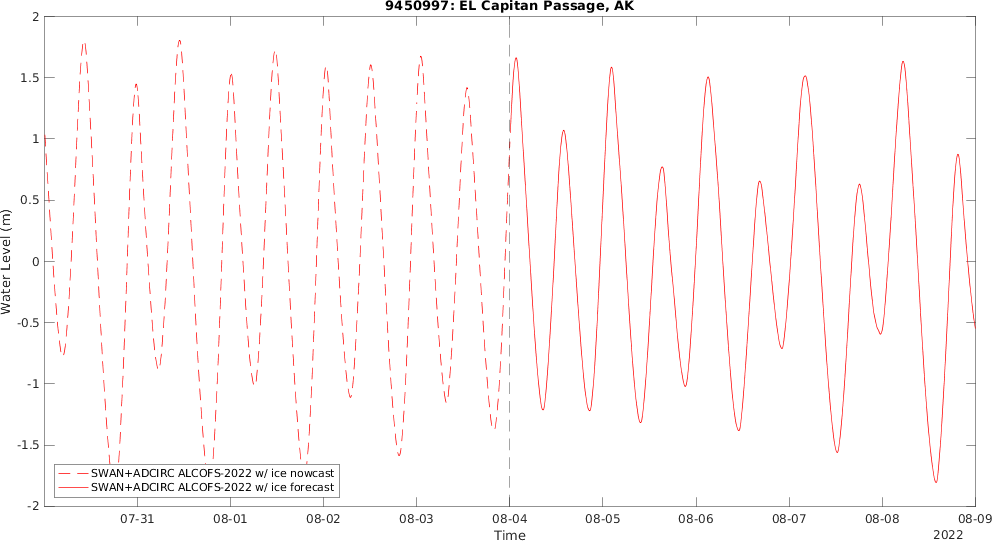 9450997: EL Capitan Passage, AK
Water Level (m)
2
1.5
1
0.5
0
-0.5
-1
-1.5
-2
SWAN+ADCIRC ALCOFS-2022 w/ ice nowcast
SWAN+ADCIRC ALCOFS-2022 w/ ice forecast
07-31 08-01 08-02 08-03 08-04 08-05 08-06 08-07 08-08 08-09
Time
2022